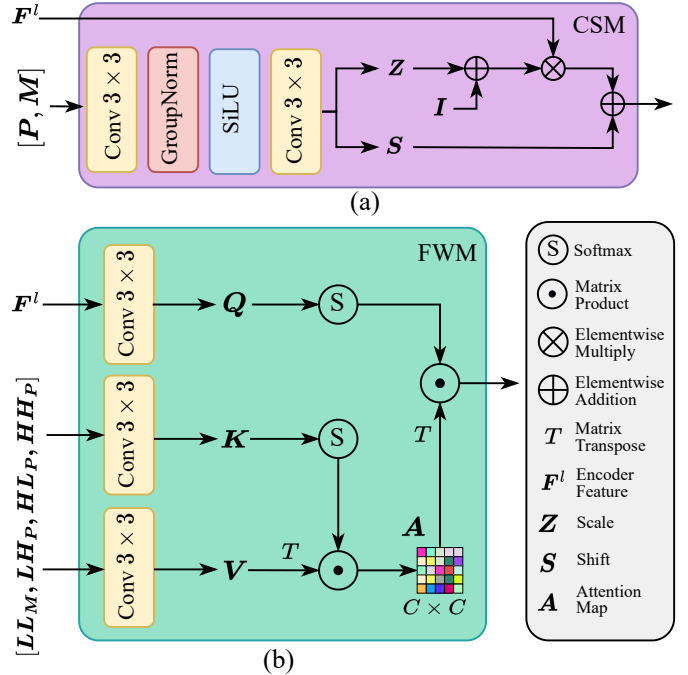 F^l
CSM
[P, M]
Conv 3 × 3
GroupNorm
SiLU
Conv 3 × 3
Z
I
S
(a)
FWM
F^l
Conv 3 × 3
Q
S
[LL_M, LH_P, HL_P, HH_P]
Conv 3 × 3
K
S
T
Conv 3 × 3
V
T
A
C × C
(b)
S
Softmax
Matrix
Product
Elementwise
Multiply
Elementwise
Addition
T
Matrix
Transpose
F^l
Encoder
Feature
Z
Scale
S
Shift
A
Attention
Map